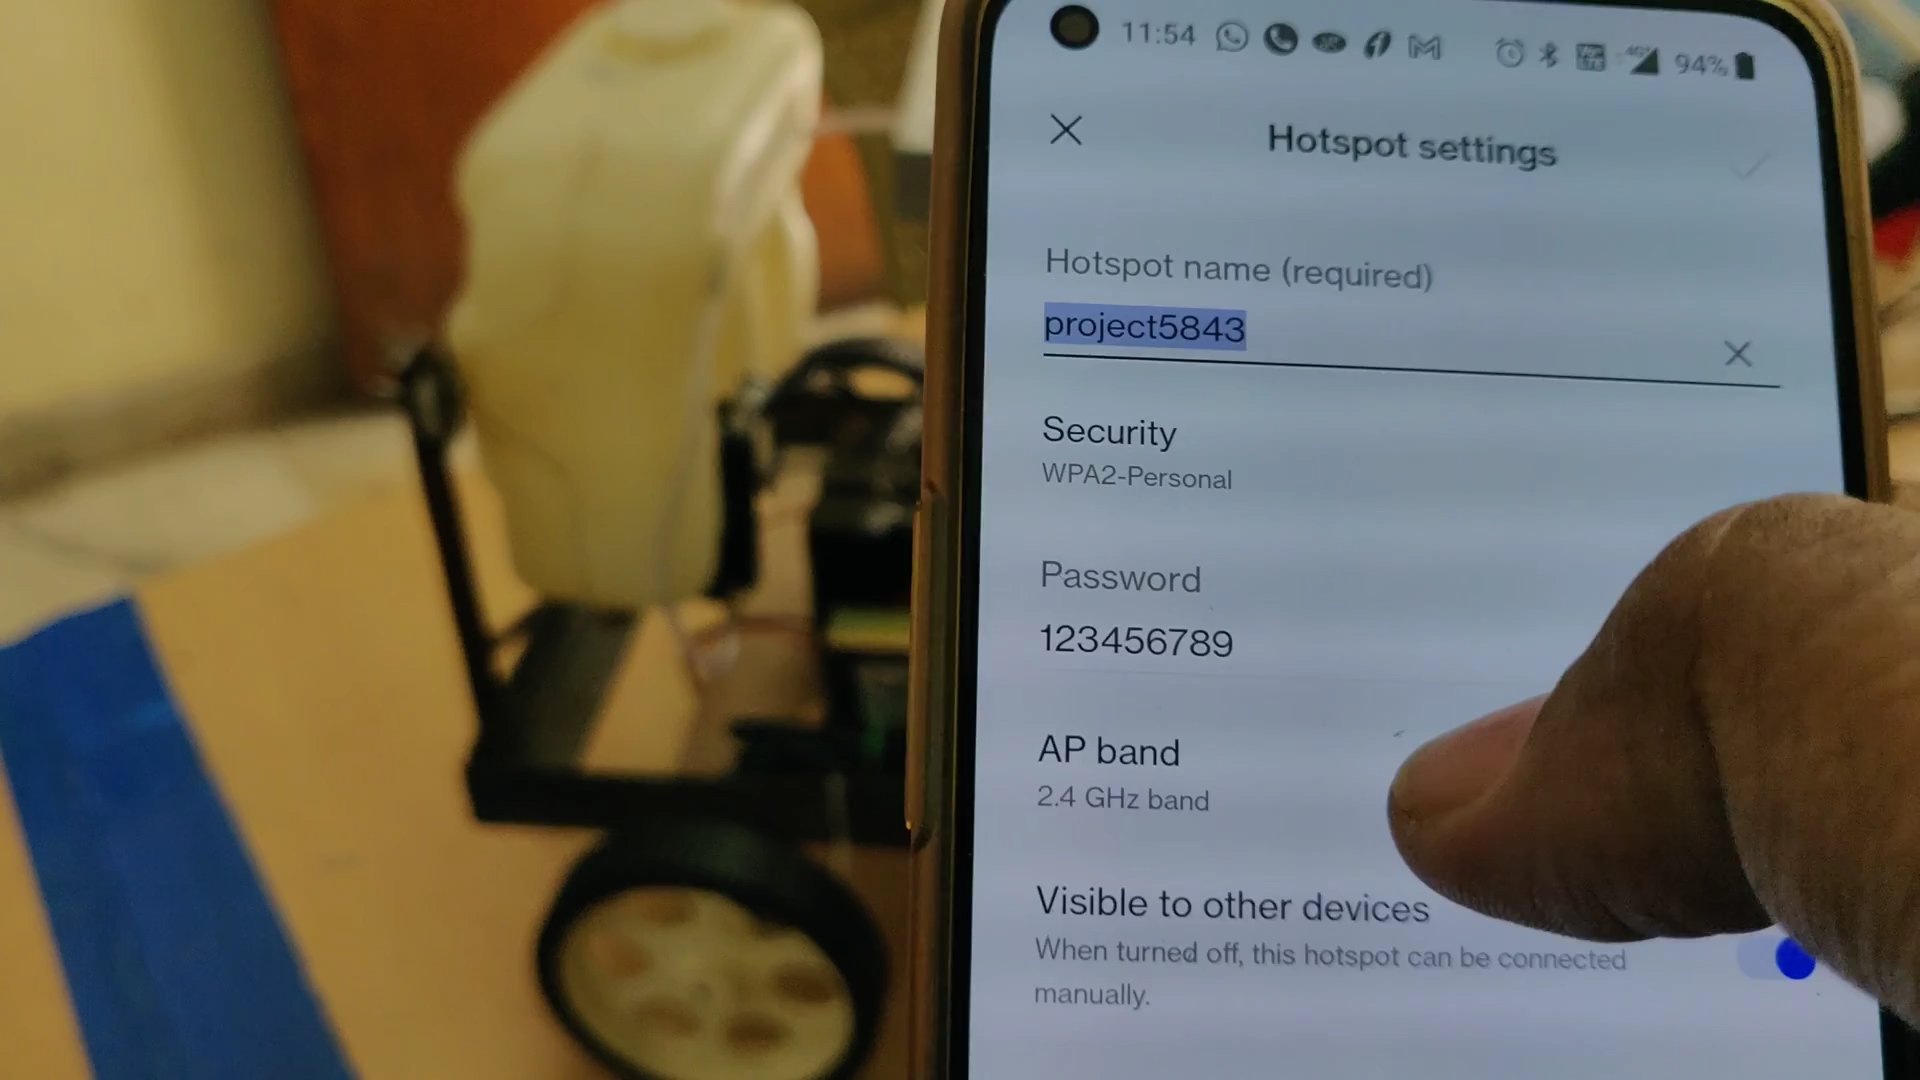 11:54 94%
Hotspot settings
Hotspot name (required)
project5843
Security
WPA2-Personal
Password
123456789
AP band
2.4 GHz band
Visible to other devices
When turned off, this hotspot can be connected
manually.